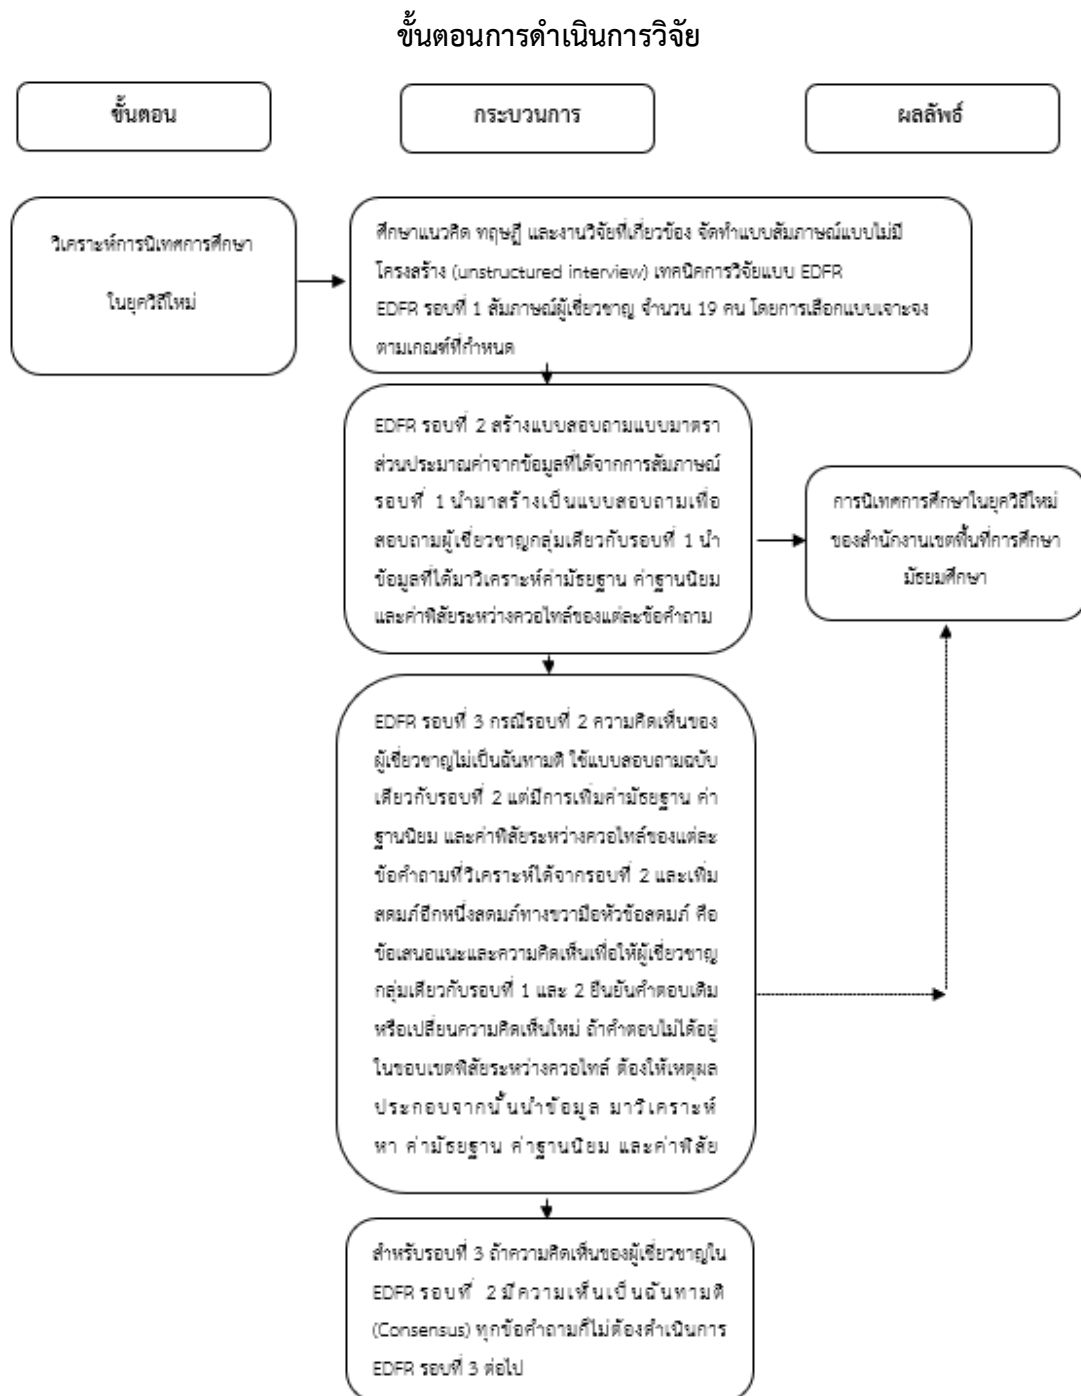 ขั้นตอนการดำเนินการวิจัย
ขั้นตอน
กระบวนการ
ผลลัพธ์
วิเคราะห์การนิเทศการศึกษา
ในยุควิถีใหม่
ศึกษาแนวคิด ทฤษฎี และงานวิจัยที่เกี่ยวข้อง จัดทำแบบสัมภาษณ์แบบไม่มี
โครงสร้าง (unstructured interview) เทคนิคการวิจัยแบบ EDFR
EDFR รอบที่ 1 สัมภาษณ์ผู้เชี่ยวชาญ จำนวน 19 คน โดยการเลือกแบบเจาะจง
ตามเกณฑ์ที่กำหนด
EDFR รอบที่ 2 สร้างแบบสอบถามแบบมาตรา
ส่วนประมาณค่าจากข้อมูลที่ได้จากการสัมภาษณ์
รอบที่ 1 นำมาสร้างเป็นแบบสอบถามเพื่อ
สอบถามผู้เชี่ยวชาญกลุ่มเดียวกับรอบที่ 1 นำ
ข้อมูลที่ได้มาวิเคราะห์ค่ามัธยฐาน ค่าฐานนิยม
และค่าพิสัยระหว่างควอไทล์ของแต่ละข้อคำถาม
การนิเทศการศึกษาในยุควิถีใหม่
ของสำนักงานเขตพื้นที่การศึกษา
มัธยมศึกษา
EDFR รอบที่ 3 กรณีรอบที่ 2 ความคิดเห็นของ
ผู้เชี่ยวชาญไม่เป็นฉันทามติ ใช้แบบสอบถามฉบับ
เดียวกับรอบที่ 2 แต่มีการเพิ่มค่ามัธยฐาน ค่า
ฐานนิยม และค่าพิสัยระหว่างควอไทล์ของแต่ละ
ข้อคำถามที่วิเคราะห์ได้จากรอบที่ 2 และเพิ่ม
สดมภ์อีกหนึ่งสดมภ์ทางขวามือหัวข้อสดมภ์ คือ
ข้อเสนอแนะและความคิดเห็นเพื่อให้ผู้เชี่ยวชาญ
กลุ่มเดียวกับรอบที่ 1 และ 2 ยืนยันคำตอบเดิม
หรือเปลี่ยนความคิดเห็นใหม่ ถ้าคำตอบไม่ได้อยู่
ในขอบเขตพิสัยระหว่างควอไทล์ ต้องให้เหตุผล
ประกอบจากนั้นนำข้อมูล มาวิเคราะห์
หา ค่ามัธยฐาน ค่าฐานนิยม และค่าพิสัย
สำหรับรอบที่ 3 ถ้าความคิดเห็นของผู้เชี่ยวชาญใน
EDFR รอบที่ 2 มีความเห็นเป็นฉันทามติ
(Consensus) ทุกข้อคำถามก็ไม่ต้องดำเนินการ
EDFR รอบที่ 3 ต่อไป